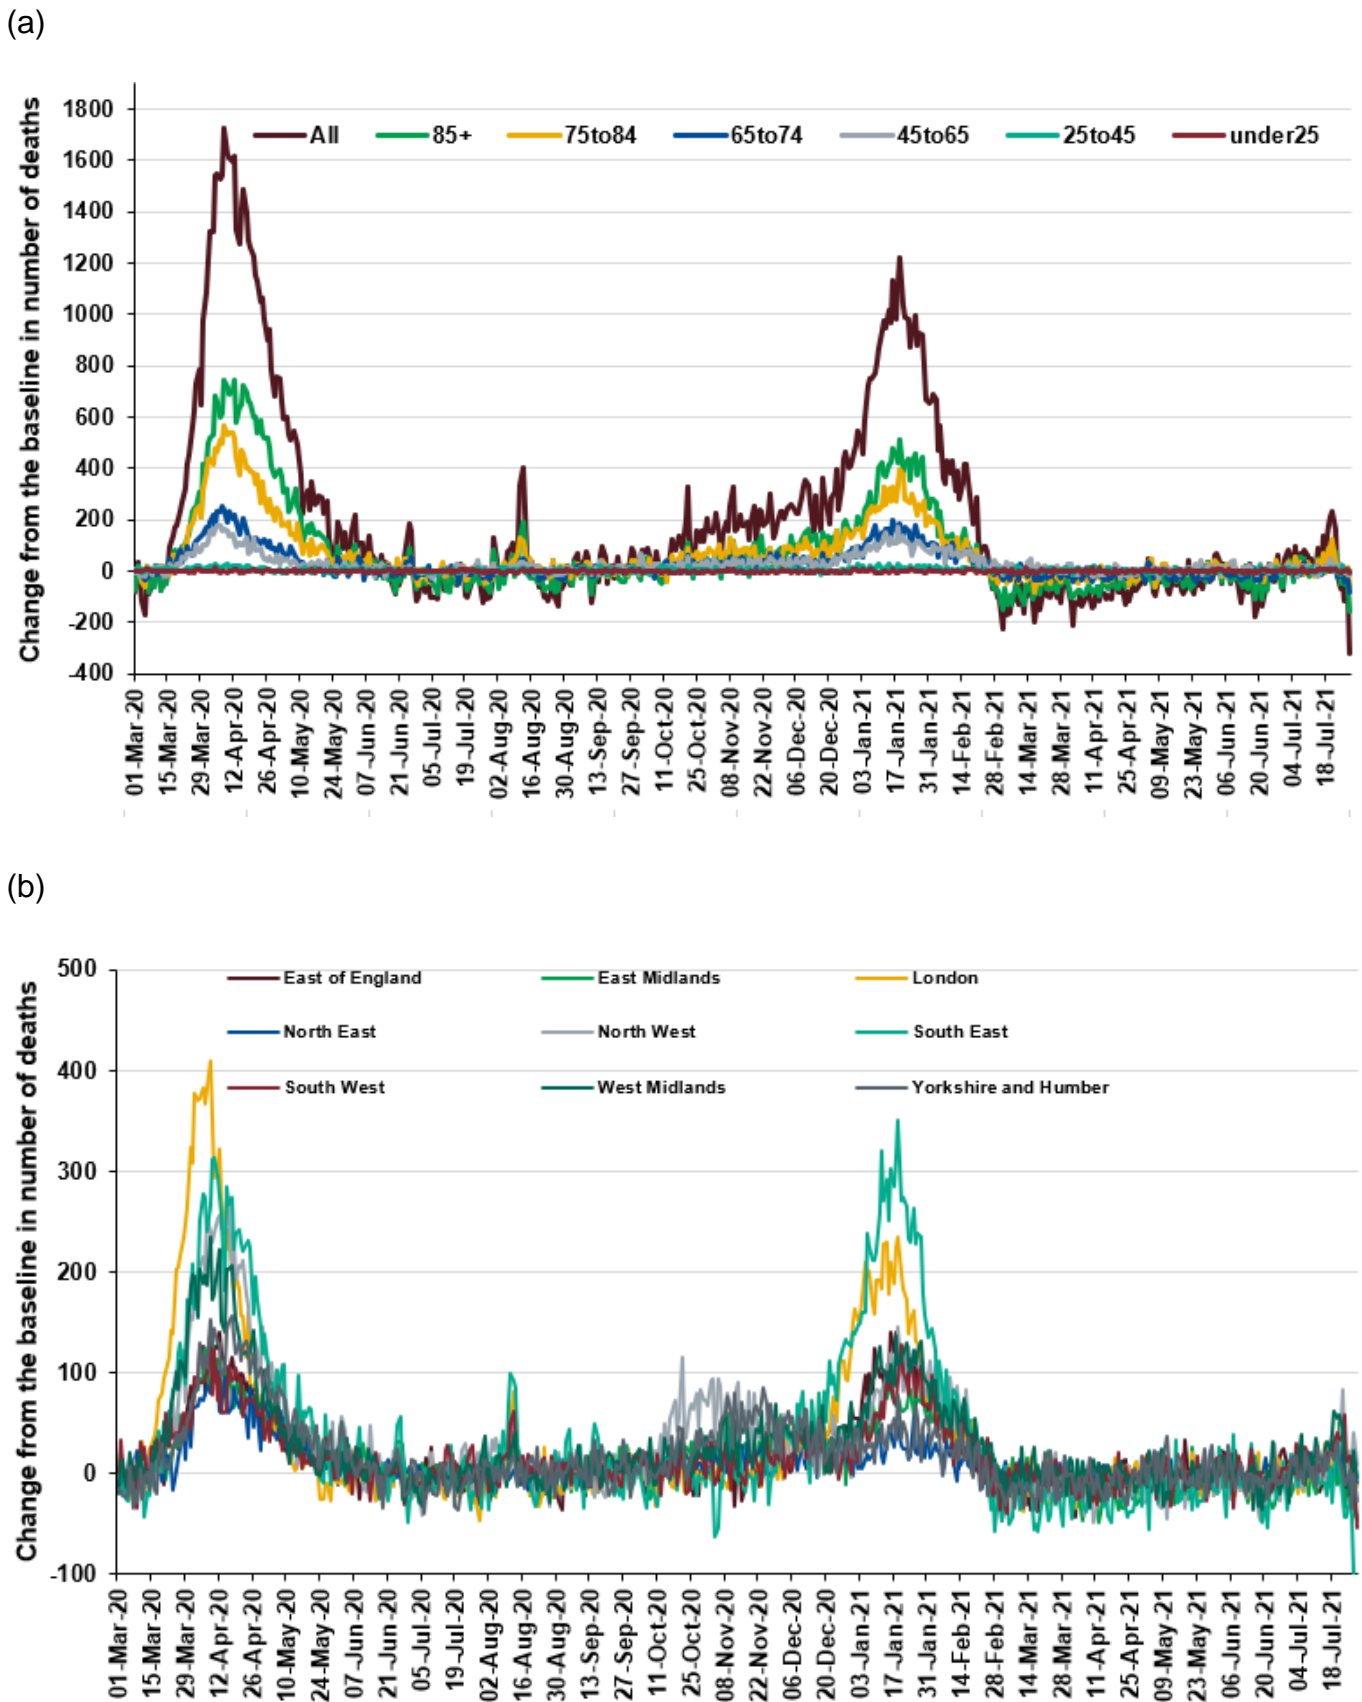 (a)
Change from the baseline in number of deaths
1800
1600
1400
1200
1000
800
600
400
200
0
-200
-400
All 85+ 75to84 65to74 45to65 25to45 under25
01-Mar-20
15-Mar-20
29-Mar-20
12-Apr-20
26-Apr-20
10-May-20
24-May-20
07-Jun-20
21-Jun-20
05-Jul-20
19-Jul-20
02-Aug-20
16-Aug-20
30-Aug-20
13-Sep-20
27-Sep-20
11-Oct-20
25-Oct-20
08-Nov-20
22-Nov-20
06-Dec-20
20-Dec-20
03-Jan-21
17-Jan-21
31-Jan-21
14-Feb-21
28-Feb-21
14-Mar-21
28-Mar-21
11-Apr-21
25-Apr-21
09-May-21
23-May-21
06-Jun-21
20-Jun-21
04-Jul-21
18-Jul-21
(b)
Change from the baseline in number of deaths
500
400
300
200
100
0
-100
East of England East Midlands London
North East North West South East
South West West Midlands Yorkshire and Humber
01-Mar-20
15-Mar-20
29-Mar-20
12-Apr-20
26-Apr-20
10-May-20
24-May-20
07-Jun-20
21-Jun-20
05-Jul-20
19-Jul-20
02-Aug-20
16-Aug-20
30-Aug-20
13-Sep-20
27-Sep-20
11-Oct-20
25-Oct-20
08-Nov-20
22-Nov-20
06-Dec-20
20-Dec-20
03-Jan-21
17-Jan-21
31-Jan-21
14-Feb-21
28-Feb-21
14-Mar-21
28-Mar-21
11-Apr-21
25-Apr-21
09-May-21
23-May-21
06-Jun-21
20-Jun-21
04-Jul-21
18-Jul-21